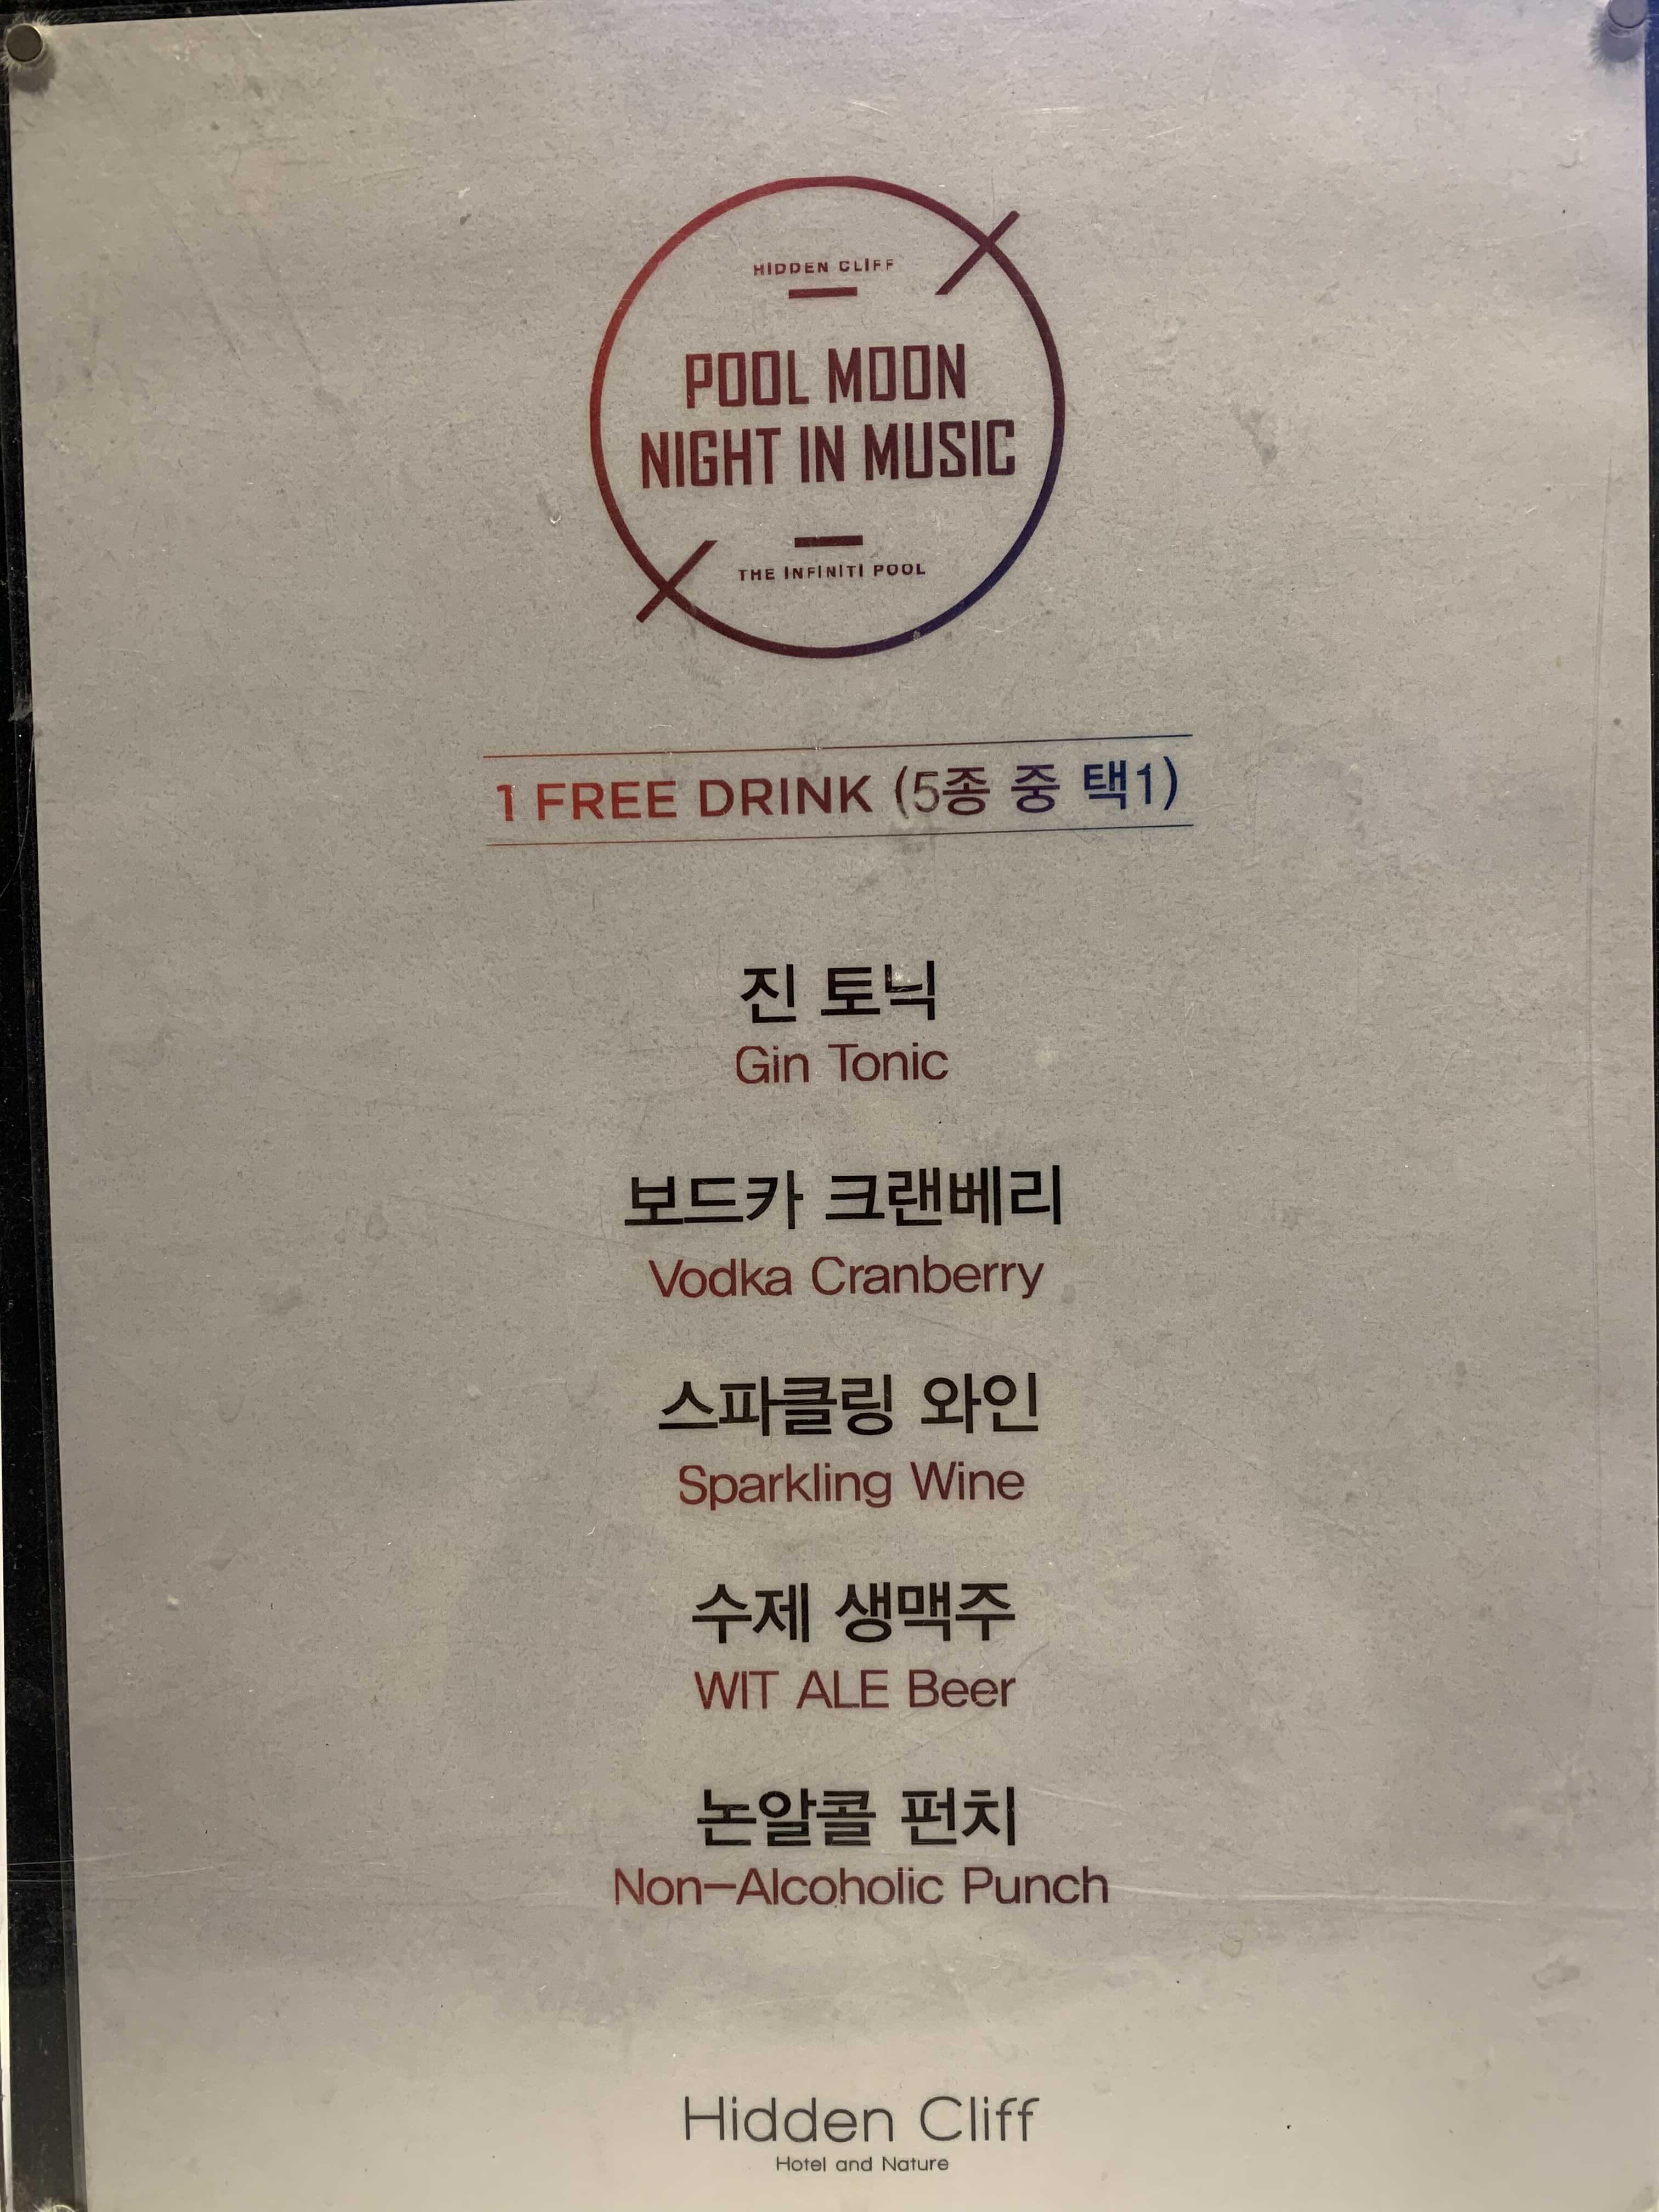 HIDDEN CLIFF
POOL MOON
NIGHT IN MUSIC
THE INFINITI POOL
1 FREE DRINK (5종 중 택1)
진 토닉
Gin Tonic
보드카 크랜베리
Vodka Cranberry
스파클링 와인
Sparkling Wine
수제 생맥주
WIT ALE Beer
논알콜 펀치
Non-Alcoholic Punch
Hidden Cliff
Hotel and Nature